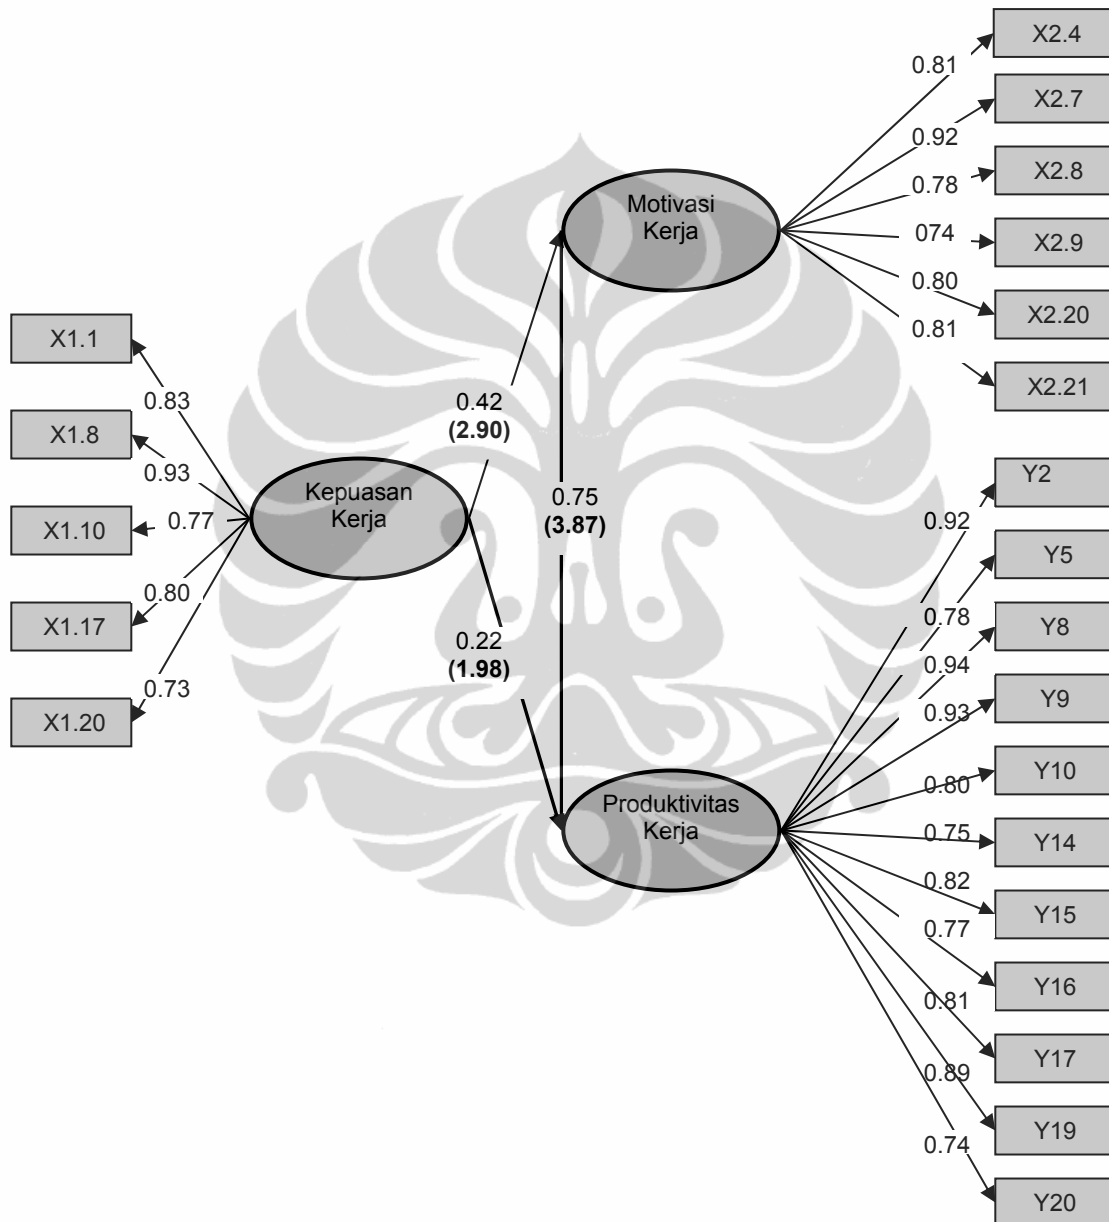 X2.4
0.81
X2.7
0.92
X2.8
0.78
X2.9
074
X2.20
0.80
X2.21
0.81
Motivasi
Kerja
X1.1
0.83
X1.8
0.93
X1.10
0.77
X1.17
0.80
X1.20
0.73
Kepuasan
Kerja
0.42
(2.90)
0.75
(3.87)
0.22
(1.98)
Produktivitas
Kerja
Y2
0.92
Y5
0.78
Y8
0.94
Y9
0.93
Y10
0.80
Y14
0.75
Y15
0.82
Y16
0.77
Y17
0.81
Y19
0.89
Y20
0.74